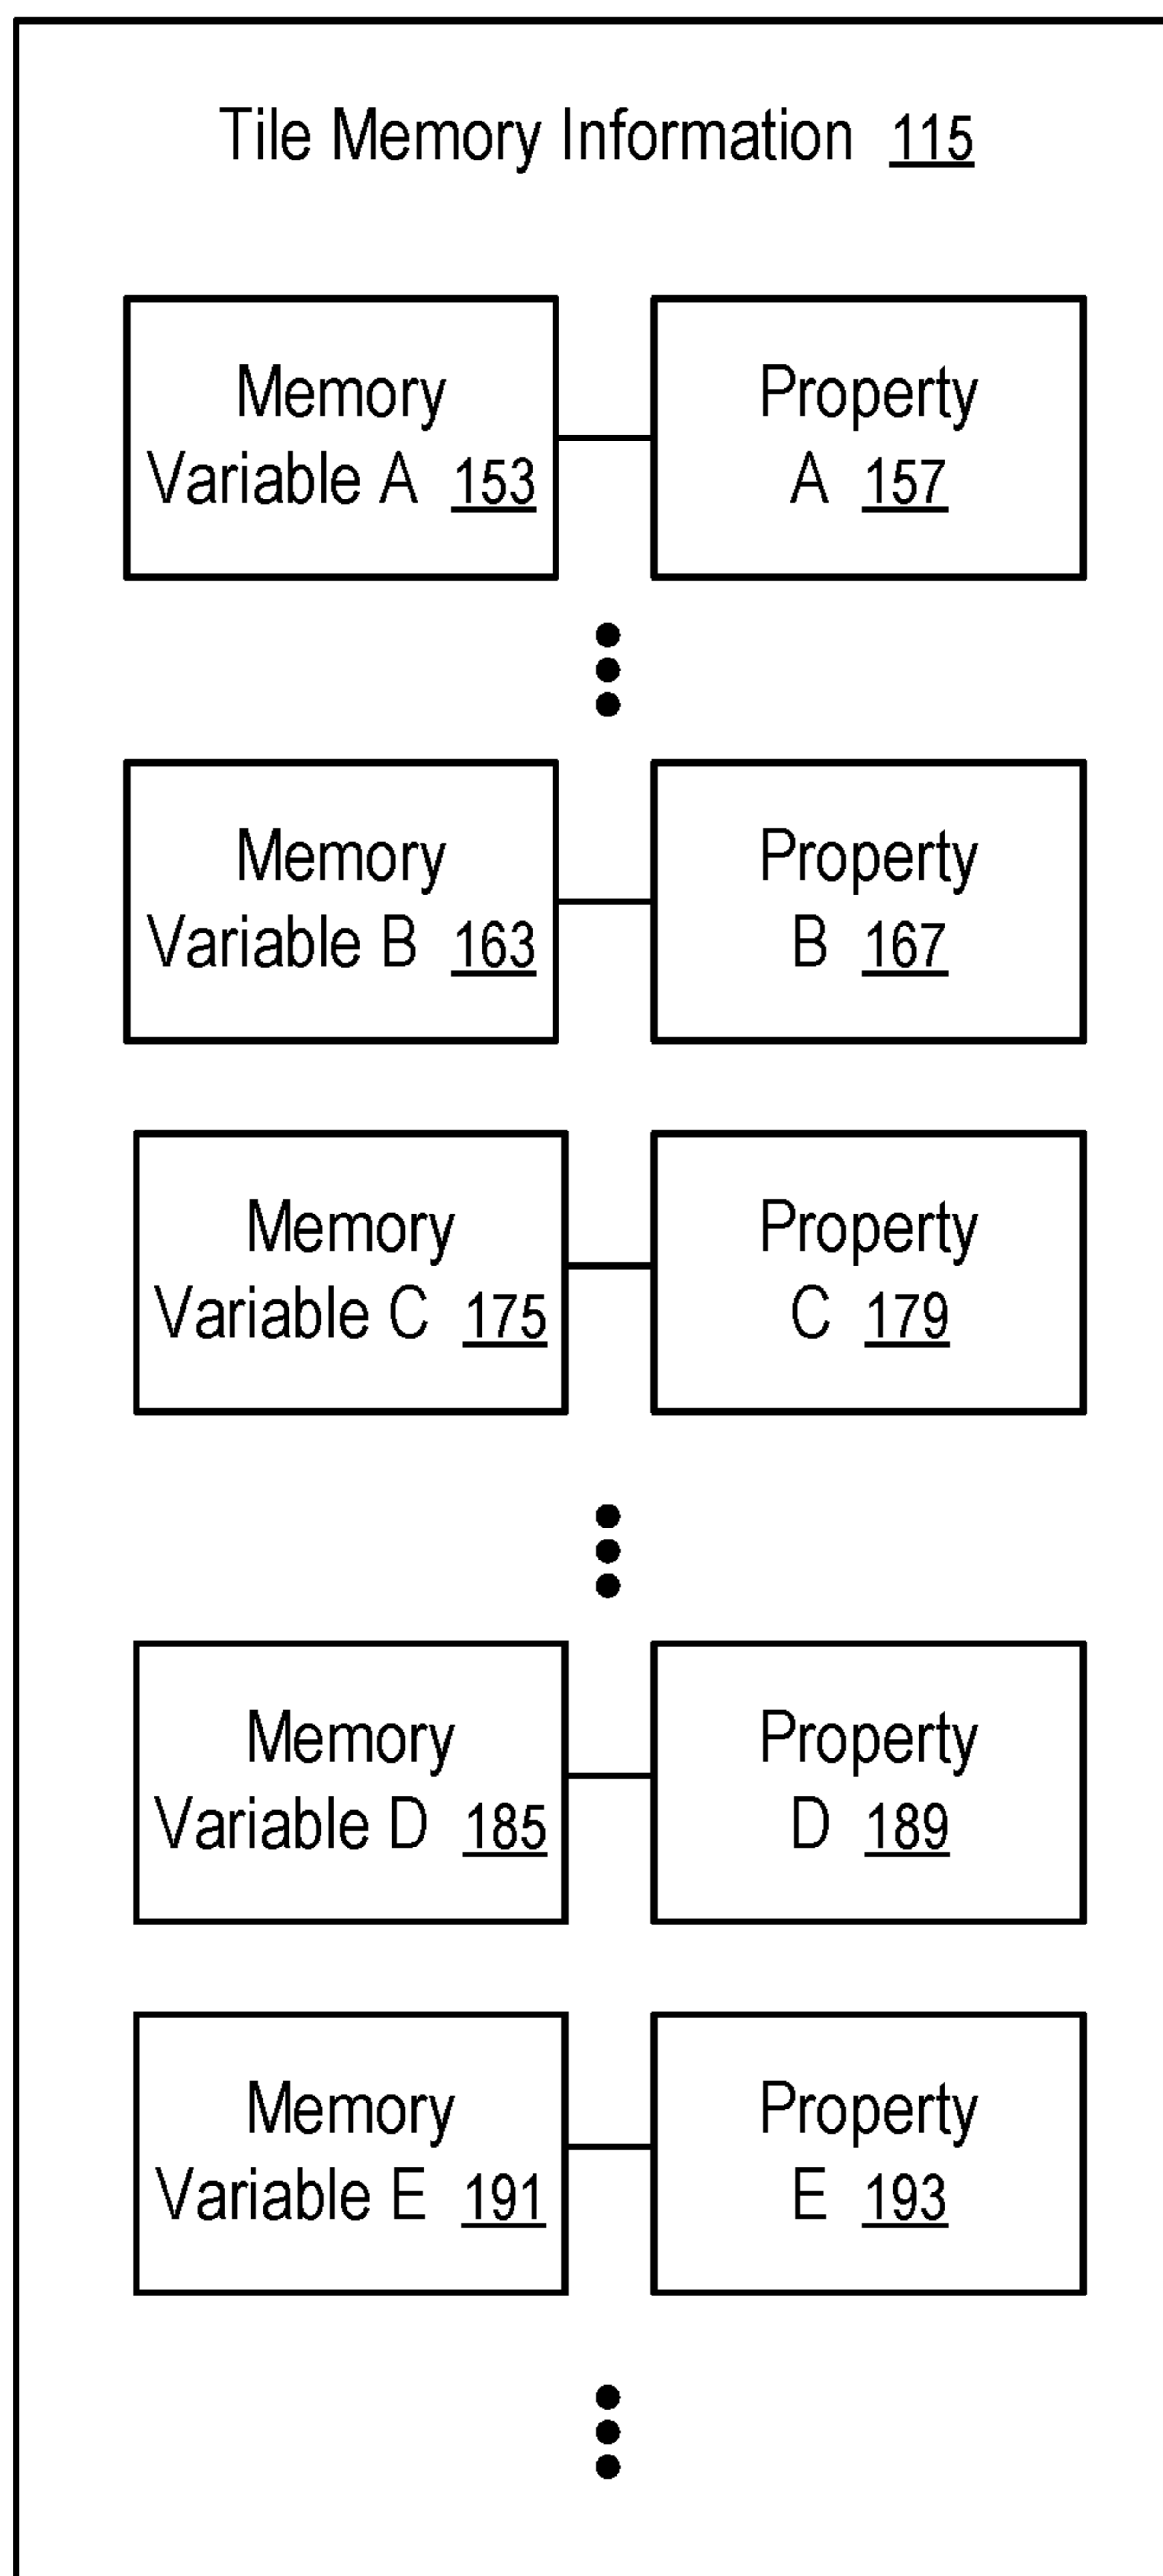 Tile Memory Information 115
Memory
Variable A 153
Property
A 157
Memory
Variable B 163
Property
B 167
Memory
Variable C 175
Property
C 179
Memory
Variable D 185
Property
D 189
Memory
Variable E 191
Property
E 193